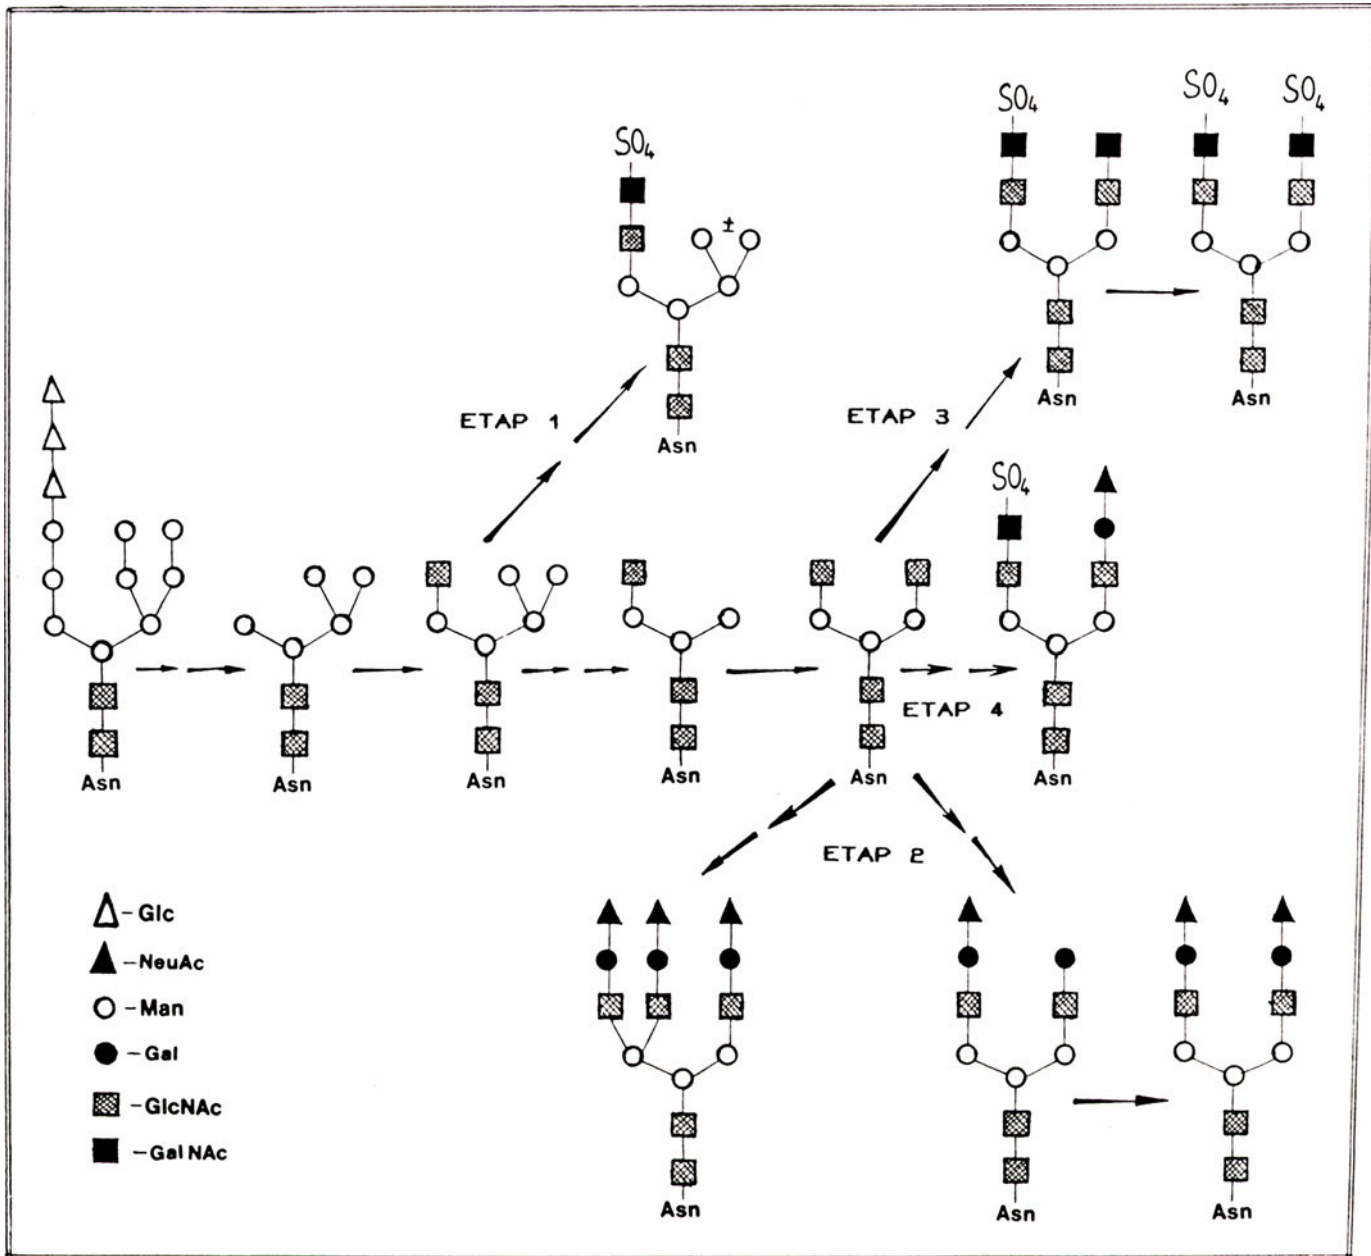 SO₄
SO₄
SO₄
SO₄
±
ETAP 1
Asn
ETAP 3
Asn
Asn
SO₄
ETAP 4
Asn
Asn
Asn
Asn
Asn
Asn
ETAP 2
-Glc
-NeuAc
-Man
-Gal
-GlcNAc
-GalNAc
Asn
Asn
Asn